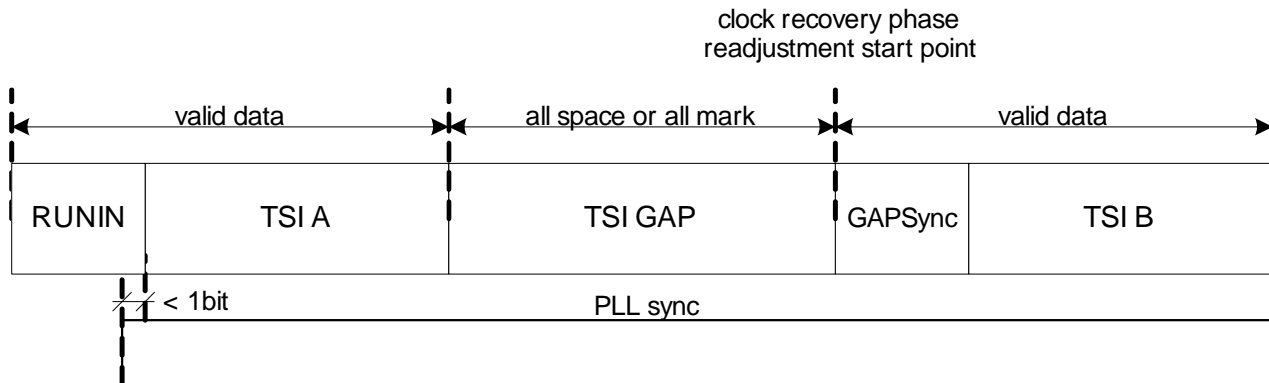 clock recovery phase
readjustment start point
valid data
all space or all mark
valid data
RUNIN
TSI A
TSI GAP
GAPSync
TSI B
< 1bit
PLL sync